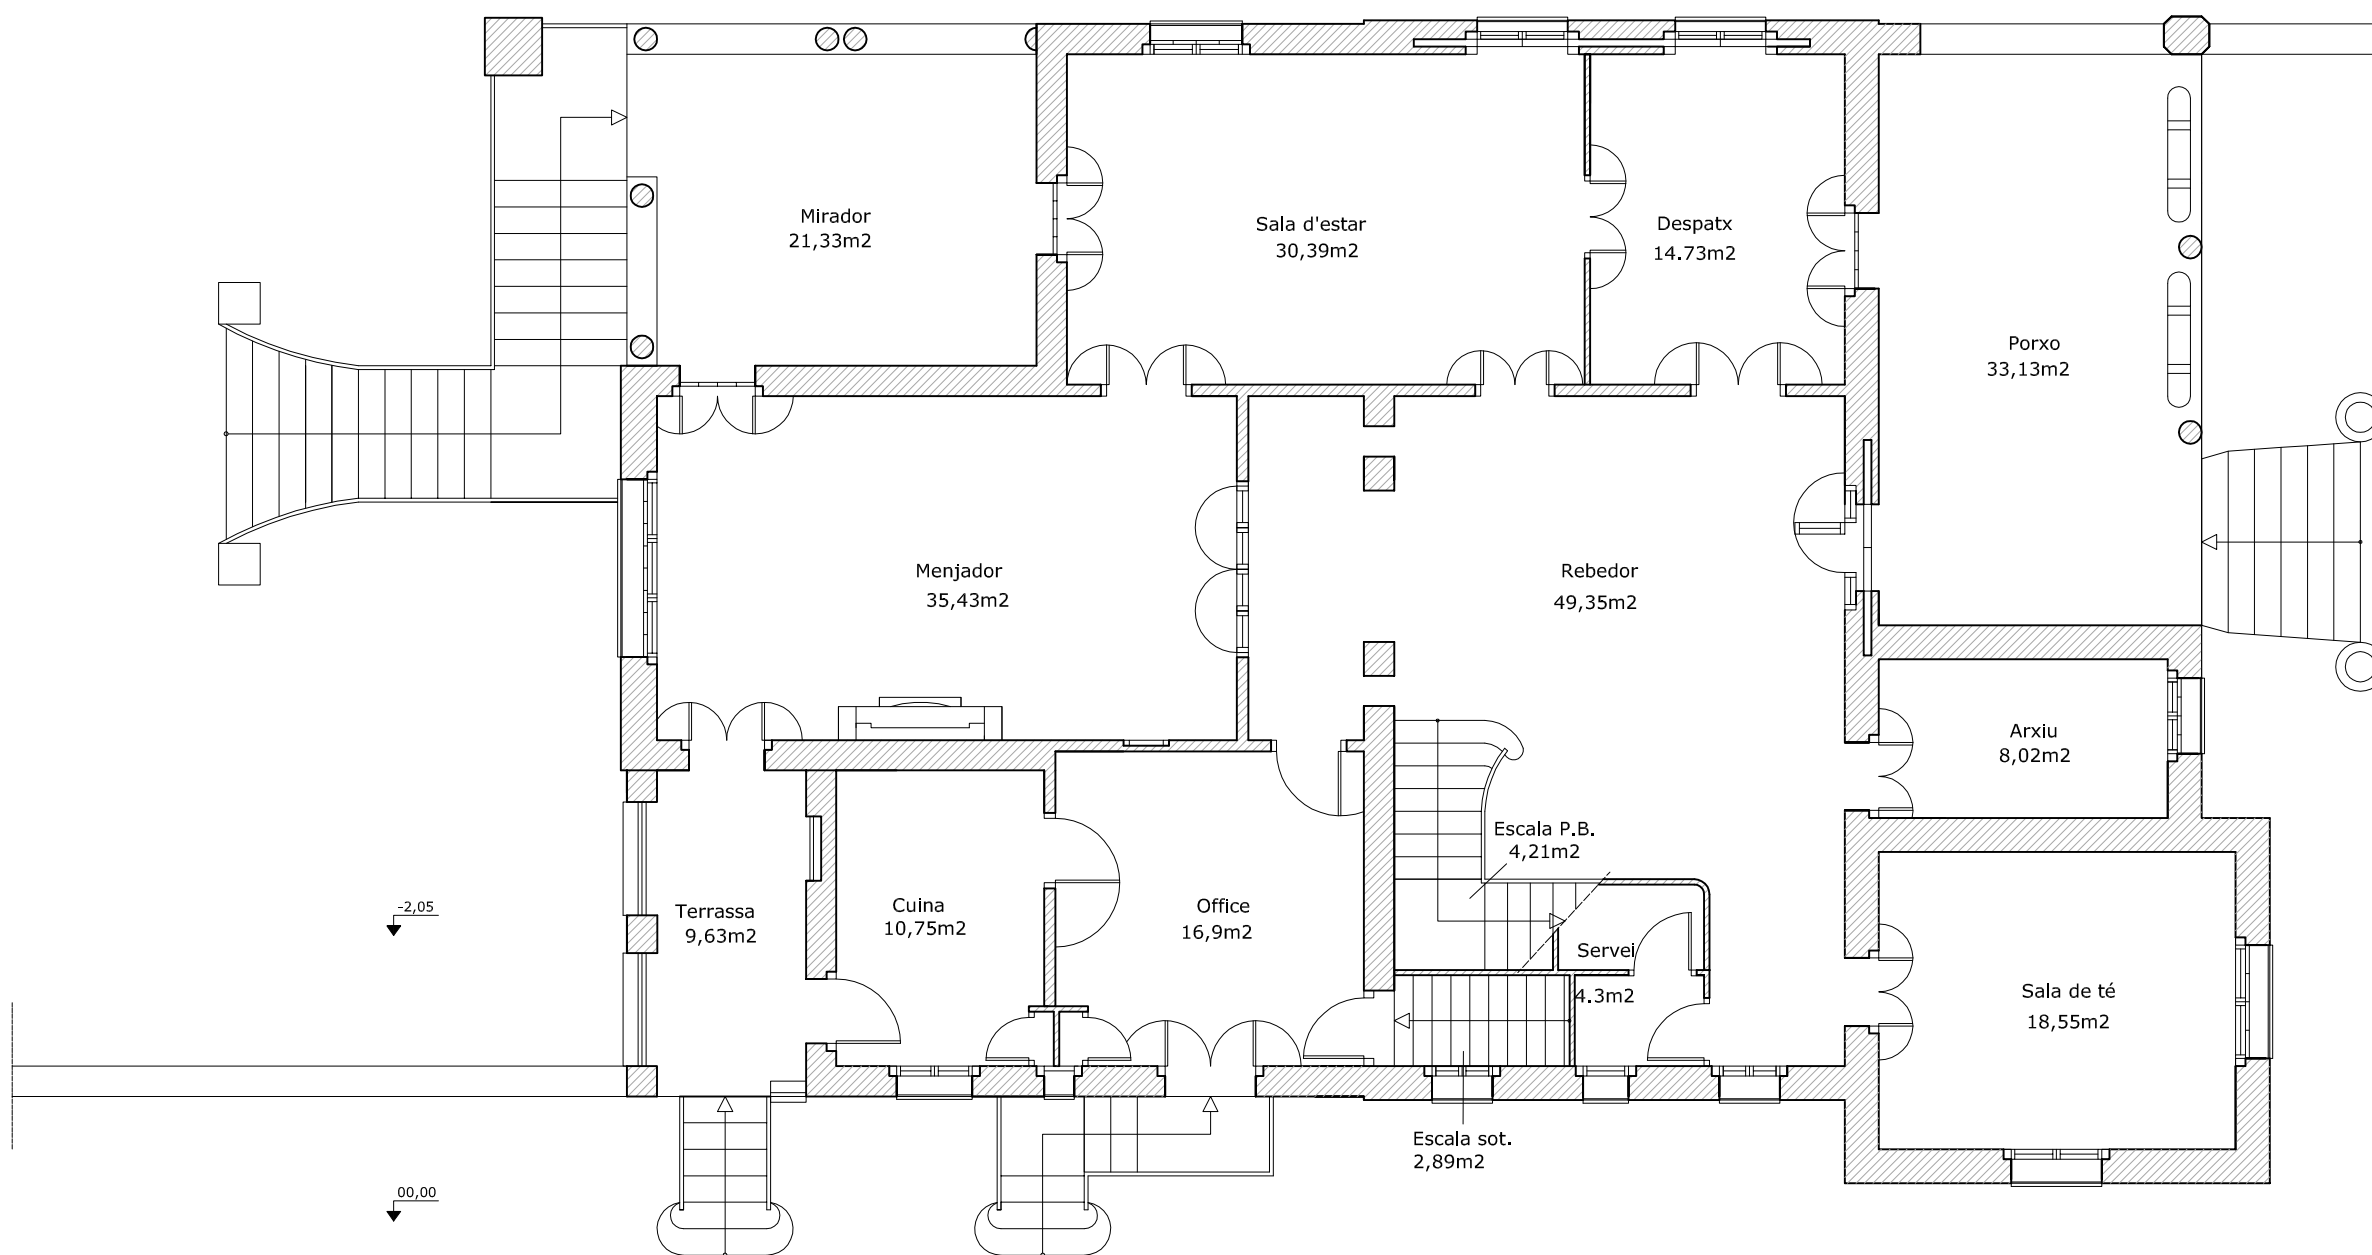 Mirador
21,33m2
Sala d'estar
30,39m2
Despatx
14.73m2
Porxo
33,13m2
Menjador
35,43m2
Rebedor
49,35m2
Arxiu
8,02m2
Escala P.B.
4,21m2
-2,05
Terrassa
9,63m2
Cuina
10,75m2
Office
16,9m2
Servei
4.3m2
Sala de té
18,55m2
Escala sot.
2,89m2
00,00